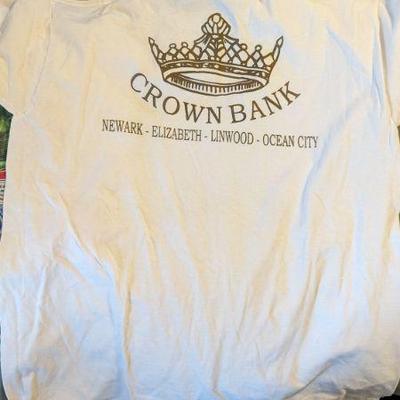 CROWN BANK
NEWARK - ELIZABETH - LINWOOD - OCEAN CITY